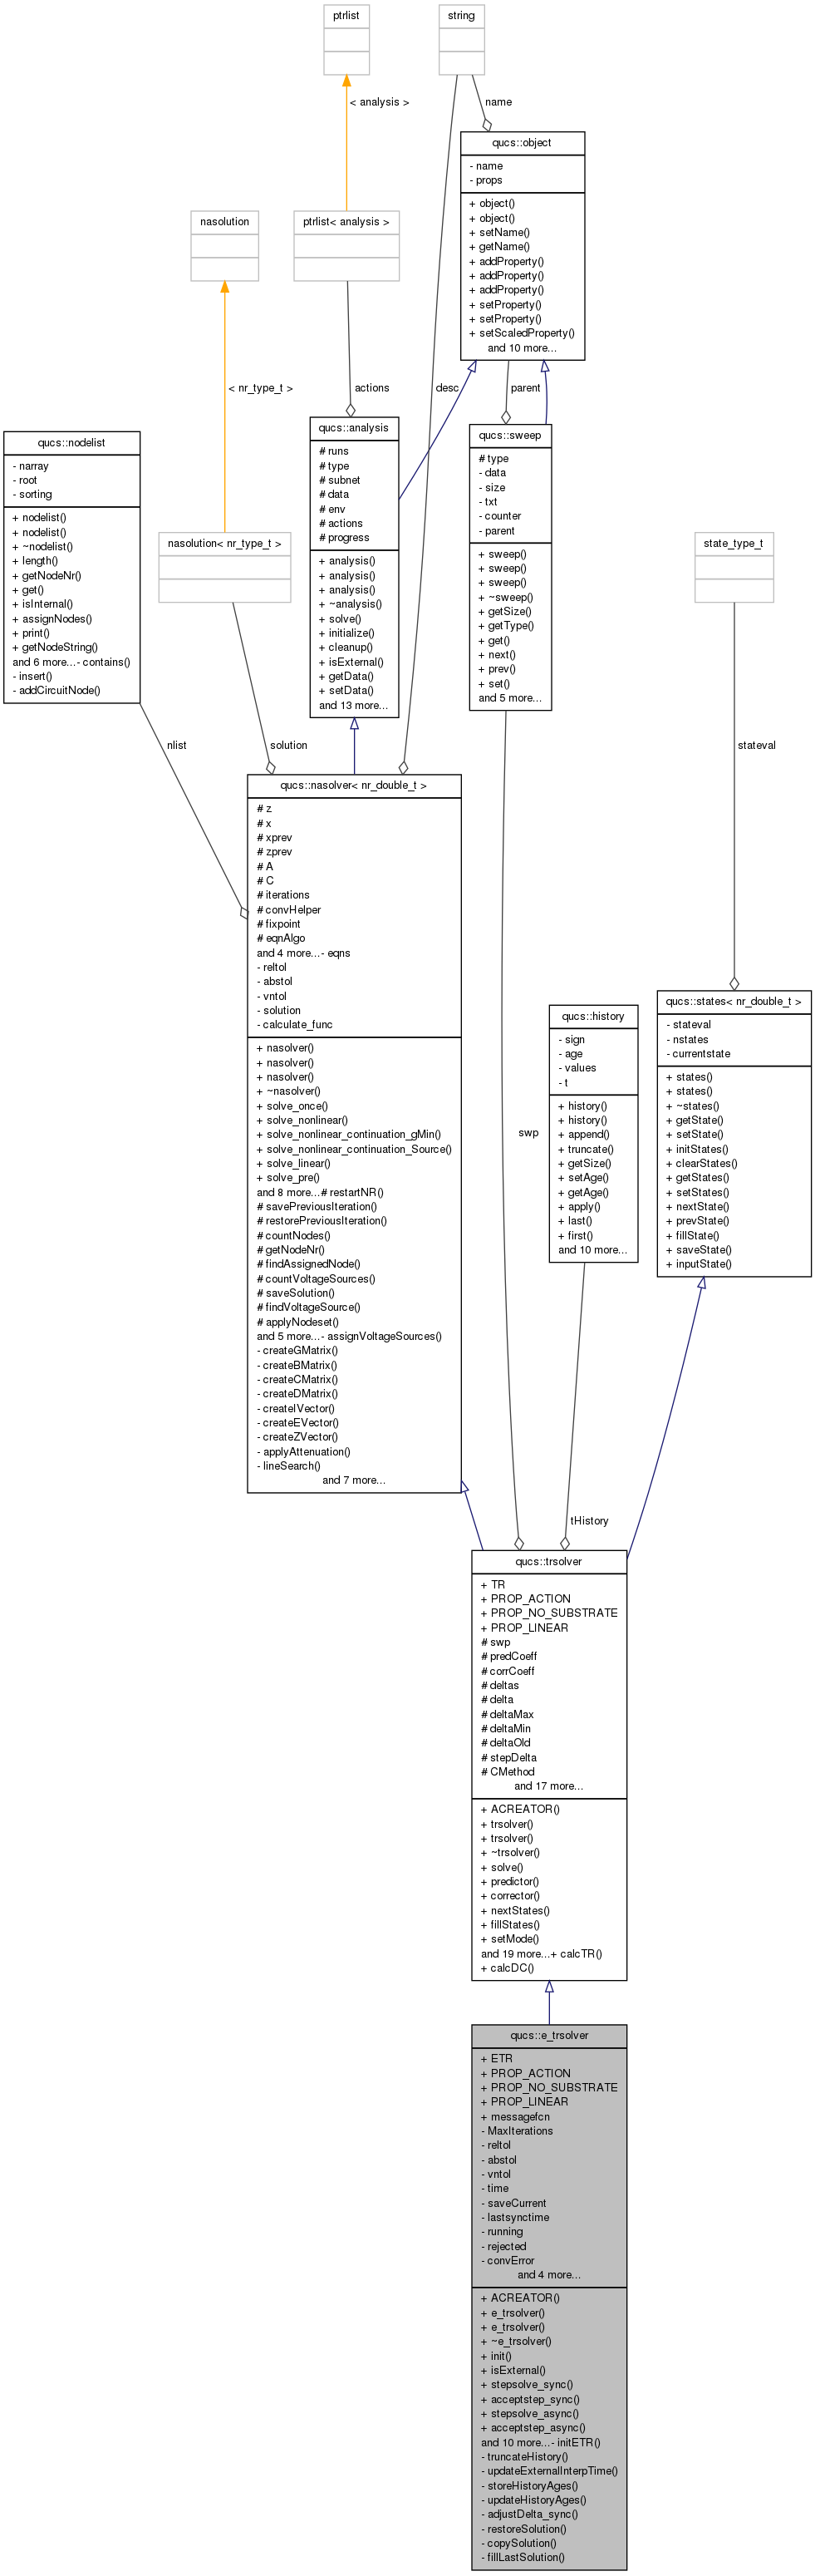 ptrlist
string
< analysis >
name
qucs::object
- name
- props
+ object()
+ object()
+ setName()
+ getName()
+ addProperty()
+ addProperty()
+ addProperty()
+ setProperty()
+ setProperty()
+ setScaledProperty()
and 10 more...
nasolution
ptrlist< analysis >
< nr_type_t >
actions
desc
parent
qucs::nodelist
- narray
- root
- sorting
+ nodelist()
+ nodelist()
+ ~nodelist()
+ length()
+ getNodeNr()
+ get()
+ isInternal()
+ assignNodes()
+ print()
+ getNodeString()
and 6 more...- contains()
- insert()
- addCircuitNode()
nasolution< nr_type_t >
qucs::analysis
# runs
# type
# subnet
# data
# env
# actions
# progress
+ analysis()
+ analysis()
+ analysis()
+ ~analysis()
+ solve()
+ initialize()
+ cleanup()
+ isExternal()
+ getData()
+ setData()
and 13 more...
qucs::sweep
# type
- data
- size
- txt
- counter
- parent
+ sweep()
+ sweep()
+ sweep()
+ ~sweep()
+ getSize()
+ getType()
+ get()
+ next()
+ prev()
+ set()
and 5 more...
state_type_t
nlist
solution
stateval
qucs::nasolver< nr_double_t >
# z
# x
# xprev
# zprev
# A
# C
# iterations
# convHelper
# fixpoint
# eqnAlgo
and 4 more...- eqns
- reltol
- abstol
- vntol
- solution
- calculate_func
+ nasolver()
+ nasolver()
+ nasolver()
+ ~nasolver()
+ solve_once()
+ solve_nonlinear()
+ solve_nonlinear_continuation_gMin()
+ solve_nonlinear_continuation_Source()
+ solve_linear()
+ solve_pre()
and 8 more...# restartNR()
# savePreviousIteration()
# restorePreviousIteration()
# countNodes()
# getNodeNr()
# findAssignedNode()
# countVoltageSources()
# saveSolution()
# findVoltageSource()
# applyNodeset()
and 5 more...- assignVoltageSources()
- createGMatrix()
- createBMatrix()
- createCMatrix()
- createDMatrix()
- createIVector()
- createEVector()
- createZVector()
- applyAttenuation()
- lineSearch()
and 7 more...
swp
qucs::history
- sign
- age
- values
- t
+ history()
+ history()
+ append()
+ truncate()
+ getSize()
+ setAge()
+ getAge()
+ apply()
+ last()
+ first()
and 10 more...
qucs::states< nr_double_t >
- stateval
- nstates
- currentstate
+ states()
+ states()
+ ~states()
+ getState()
+ setState()
+ initStates()
+ clearStates()
+ getStates()
+ setStates()
+ nextState()
+ prevState()
+ fillState()
+ saveState()
+ inputState()
tHistory
qucs::trsolver
+ TR
+ PROP_ACTION
+ PROP_NO_SUBSTRATE
+ PROP_LINEAR
# swp
# predCoeff
# corrCoeff
# deltas
# delta
# deltaMax
# deltaMin
# deltaOld
# stepDelta
# CMethod
and 17 more...
+ ACREATOR()
+ trsolver()
+ trsolver()
+ ~trsolver()
+ solve()
+ predictor()
+ corrector()
+ nextStates()
+ fillStates()
+ setMode()
and 19 more...+ calcTR()
+ calcDC()
qucs::e_trsolver
+ ETR
+ PROP_ACTION
+ PROP_NO_SUBSTRATE
+ PROP_LINEAR
+ messagefcn
- MaxIterations
- reltol
- abstol
- vntol
- time
- saveCurrent
- lastsynctime
- running
- rejected
- convError
and 4 more...
+ ACREATOR()
+ e_trsolver()
+ e_trsolver()
+ ~e_trsolver()
+ init()
+ isExternal()
+ stepsolve_sync()
+ acceptstep_sync()
+ stepsolve_async()
+ acceptstep_async()
and 10 more...- initETR()
- truncateHistory()
- updateExternalInterpTime()
- storeHistoryAges()
- updateHistoryAges()
- adjustDelta_sync()
- restoreSolution()
- copySolution()
- fillLastSolution()